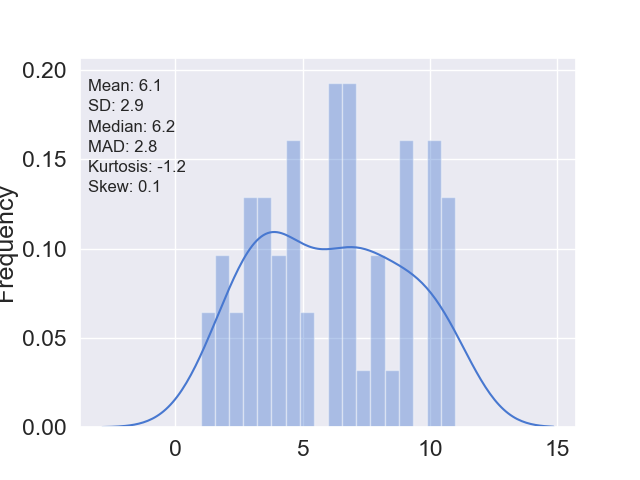 0.20
Mean: 6.1
SD: 2.9
Median: 6.2
MAD: 2.8
Kurtosis: -1.2
Skew: 0.1
0.15
0.10
0.05
0.00
Frequency
0 5 10 15